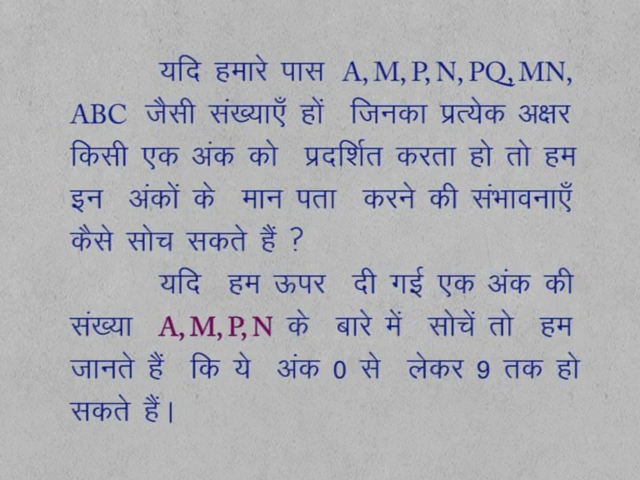 यदि हमारे पास A, M, P, N, PQ, MN,
ABC जैसी संख्याएँ हों जिनका प्रत्येक अक्षर
किसी एक अंक को प्रदर्शित करता हो तो हम
इन अंकों के मान पता करने की संभावनाएँ
कैसे सोच सकते हैं ?
यदि हम ऊपर दी गई एक अंक की
संख्या A, M, P, N के बारे में सोचें तो हम
जानते हैं कि ये अंक 0 से लेकर 9 तक हो
सकते हैं।